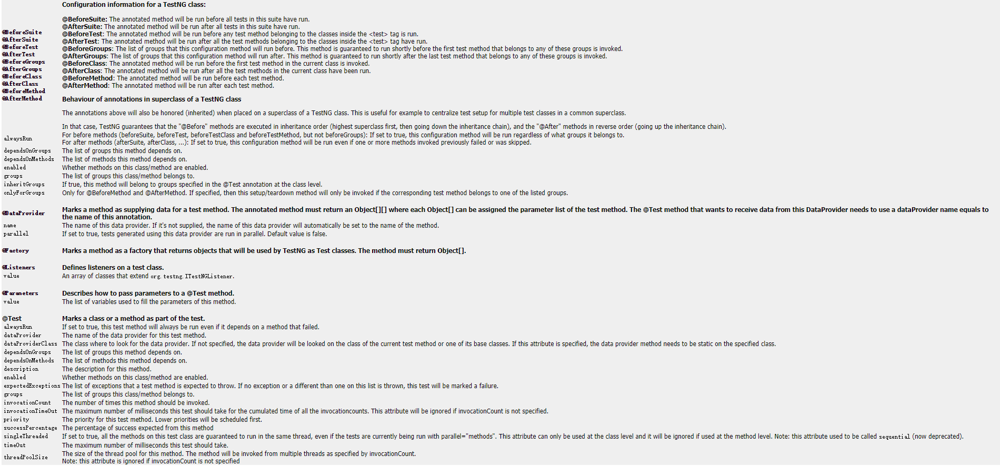 Configuration information for a TestNG class:
@BeforeSuite
@AfterSuite
@BeforeTest
@AfterTest
@BeforeGroups
@AfterGroups
@BeforeClass
@AfterClass
@BeforeMethod
@AfterMethod
@BeforeSuite: The annotated method will be run before all tests in this suite have run.
@AfterSuite: The annotated method will be run after all tests in this suite have run.
@BeforeTest: The annotated method will be run before any test method belonging to the classes inside the <test> tag is run.
@AfterTest: The annotated method will be run after all the test methods belonging to the classes inside the <test> tag have run.
@BeforeGroups: The list of groups that this configuration method will run before. This method is guaranteed to run shortly before the first test method that belongs to any of these groups is invoked.
@AfterGroups: The list of groups that this configuration method will run after. This method is guaranteed to run shortly after the last test method that belongs to any of these groups is invoked.
@BeforeClass: The annotated method will be run before the first test method in the current class is invoked.
@AfterClass: The annotated method will be run after all the test methods in the current class have been run.
@BeforeMethod: The annotated method will be run before each test method.
@AfterMethod: The annotated method will be run after each test method.
Behaviour of annotations in superclass of a TestNG class
The annotations above will also be honored (inherited) when placed on a superclass of a TestNG class. This is useful for example to centralize test setup for multiple test classes in a common superclass.
In that case, TestNG guarantees that the "@Before" methods are executed in inheritance order (highest superclass first, then going down the inheritance chain), and the "@After" methods in reverse order (going up the inheritance chain).
alwaysRun
For before methods (beforeSuite, beforeTest, beforeTestClass and beforeTestMethod, but not beforeGroups): If set to true, this configuration method will be run regardless of what groups it belongs to.
For after methods (afterSuite, afterClass, ...): If set to true, this configuration method will be run even if one or more methods invoked previously failed or was skipped.
dependsOnGroups The list of groups this method depends on.
dependsOnMethods The list of methods this method depends on.
enabled Whether methods on this class/method are enabled.
groups The list of groups this class/method belongs to.
inheritGroups If true, this method will belong to groups specified in the @Test annotation at the class level.
onlyForGroups Only for @BeforeMethod and @AfterMethod. If specified, then this setup/teardown method will only be invoked if the corresponding test method belongs to one of the listed groups.
@DataProvider Marks a method as supplying data for a test method. The annotated method must return an Object[][] where each Object[] can be assigned the parameter list of the test method. The @Test method that wants to receive data from this DataProvider needs to use a dataProvider name equals to
the name of this annotation.
name The name of this data provider. If it's not supplied, the name of this data provider will automatically be set to the name of the method.
parallel If set to true, tests generated using this data provider are run in parallel. Default value is false.
@Factory Marks a method as a factory that returns objects that will be used by TestNG as Test classes. The method must return Object[].
@Listeners Defines listeners on a test class.
value An array of classes that extend org.testng.ITestNGListener.
@Parameters Describes how to pass parameters to a @Test method.
value The list of variables used to fill the parameters of this method.
@Test Marks a class or a method as part of the test.
alwaysRun If set to true, this test method will always be run even if it depends on a method that failed.
dataProvider The name of the data provider for this test method.
dataProviderClass The class where to look for the data provider. If not specified, the data provider will be looked on the class of the current test method or one of its base classes. If this attribute is specified, the data provider method needs to be static on the specified class.
dependsOnGroups The list of groups this method depends on.
dependsOnMethods The list of methods this method depends on.
description The description for this method.
enabled Whether methods on this class/method are enabled.
expectedExceptions The list of exceptions that a test method is expected to throw. If no exception or a different than one on this list is thrown, this test will be marked a failure.
groups The list of groups this class/method belongs to.
invocationCount The number of times this method should be invoked.
invocationTimeOut The maximum number of milliseconds this test should take for the cumulated time of all the invocationcounts. This attribute will be ignored if invocationCount is not specified.
priority The priority for this test method. Lower priorities will be scheduled first.
successPercentage The percentage of success expected from this method
singleThreaded If set to true, all the methods on this test class are guaranteed to run in the same thread, even if the tests are currently being run with parallel="methods". This attribute can only be used at the class level and it will be ignored if used at the method level. Note: this attribute used to be called sequential (now deprecated).
timeOut The maximum number of milliseconds this test should take.
threadPoolSize The size of the thread pool for this method. The method will be invoked from multiple threads as specified by invocationCount.
Note: this attribute is ignored if invocationCount is not specified